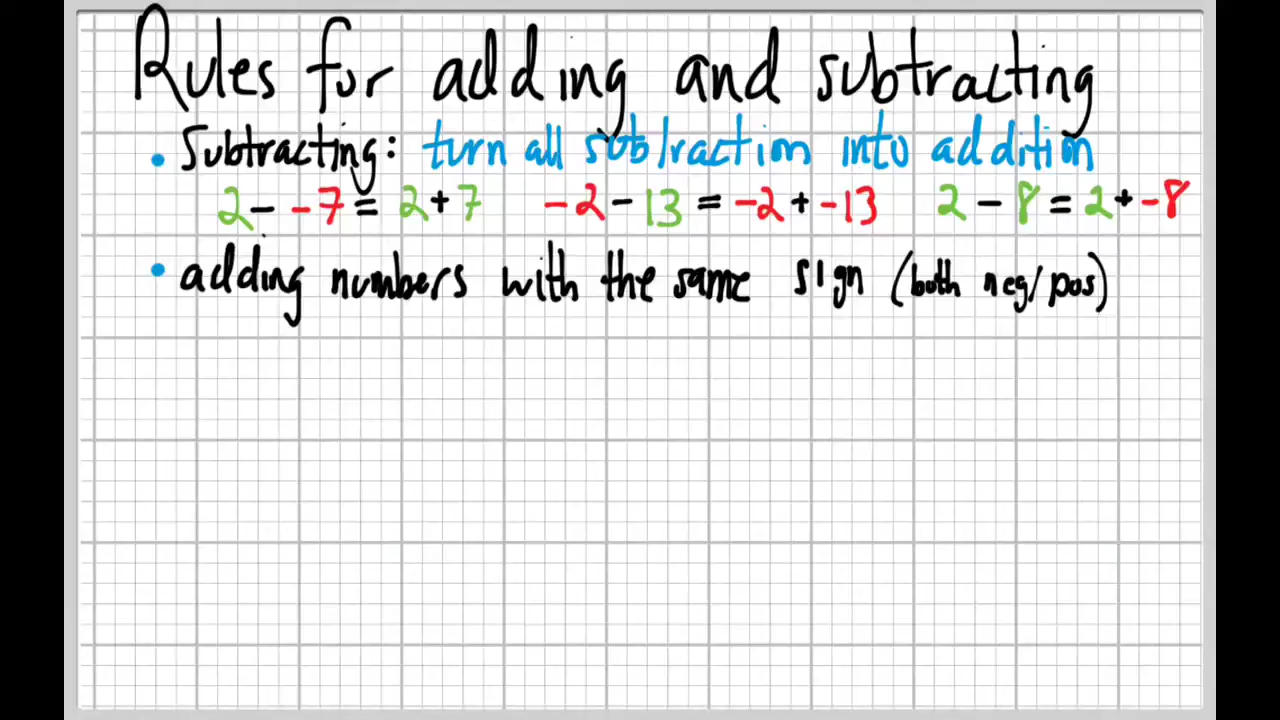 Rules for adding and subtracting
• Subtracting: turn all subtraction into addition
2 - -7 = 2 + 7 -2 - 13 = -2 + -13 2 - 8 = 2 + -8
• adding numbers with the same sign (both neg/pos)